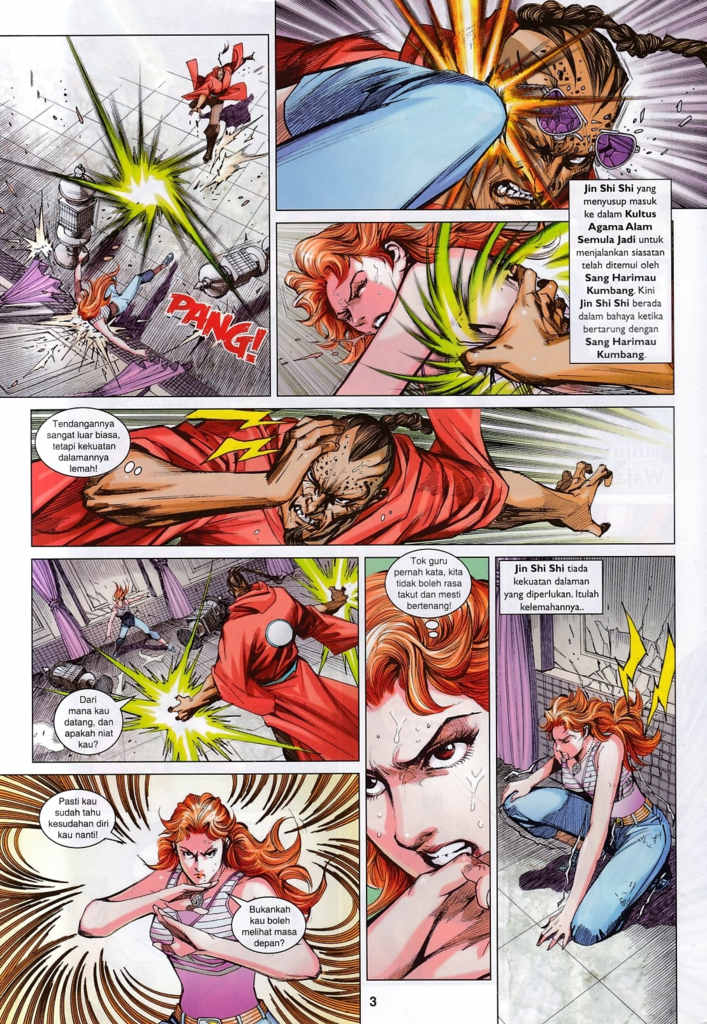 Jin Shi Shi yang
menyusup masuk
ke dalam Kultus
Agama Alam
Semula Jadi untuk
menjalankan siasatan
telah ditemui oleh
Sang Harimau
Kumbang. Kini
Jin Shi Shi berada
dalam bahaya ketika
bertarung dengan
Sang Harimau
Kumbang.
PANG!
Tendangannya
sangat luar biasa,
tetapi kekuatan
dalamannya
lemah!
Dari mana kau
datang, dan
apakah niat
kau?
Tok guru
pernah kata, kita
tidak boleh rasa
takut dan mesti
bertenang!
Jin Shi Shi tiada
kekuatan dalaman
yang diperlukan. Itulah
kelemahannya..
Pasti kau
sudah tahu
kesudahan diri
kau nanti!
Bukankah
kau boleh
melihat masa
depan?
3